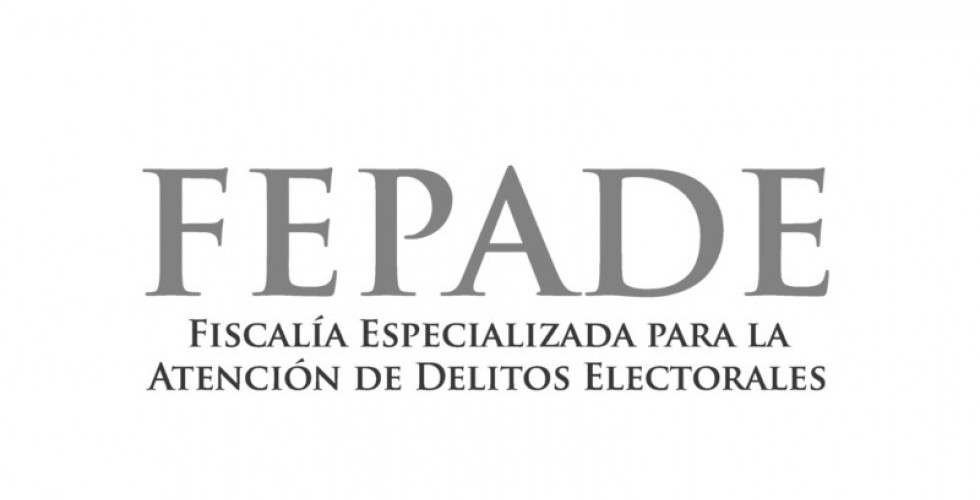 FEPADE
Fiscalía Especializada para la
Atención de Delitos Electorales